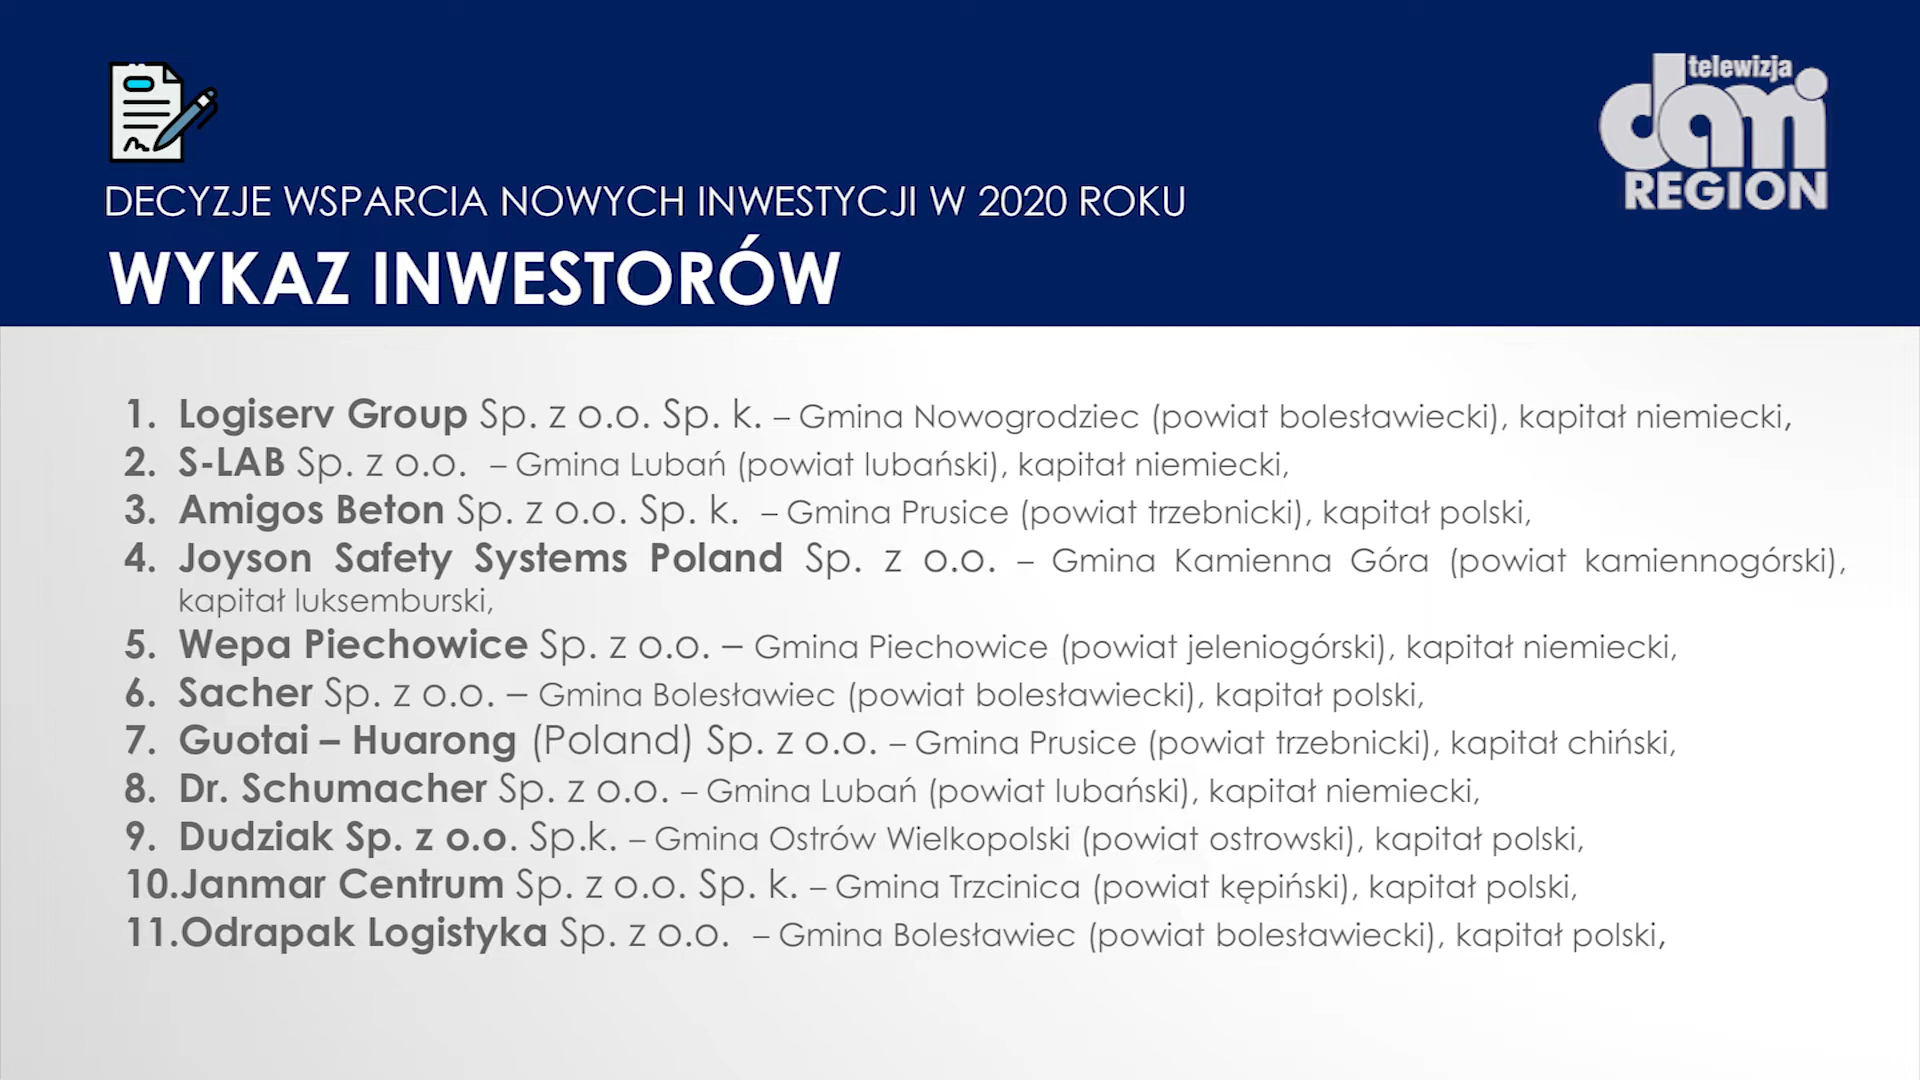 telewizja
dami
REGION
DECYZJE WSPARCIA NOWYCH INWESTYCJI W 2020 ROKU
WYKAZ INWESTORÓW
1. Logiserv Group Sp. z o.o. Sp. k. – Gmina Nowogrodziec (powiat bolesławiecki), kapitał niemiecki,
2. S-LAB Sp. z o.o. – Gmina Lubań (powiat lubański), kapitał niemiecki,
3. Amigos Beton Sp. z o.o. Sp. k. – Gmina Prusice (powiat trzebnicki), kapitał polski,
4. Joyson Safety Systems Poland Sp. z o.o. – Gmina Kamienna Góra (powiat kamiennogórski),
kapitał luksemburski,
5. Wepa Piechowice Sp. z o.o. – Gmina Piechowice (powiat jeleniogórski), kapitał niemiecki,
6. Sacher Sp. z o.o. – Gmina Bolesławiec (powiat bolesławiecki), kapitał polski,
7. Guotai – Huarong (Poland) Sp. z o.o. – Gmina Prusice (powiat trzebnicki), kapitał chiński,
8. Dr. Schumacher Sp. z o.o. – Gmina Lubań (powiat lubański), kapitał niemiecki,
9. Dudziak Sp. z o.o. Sp.k. – Gmina Ostrów Wielkopolski (powiat ostrowski), kapitał polski,
10.Janmar Centrum Sp. z o.o. Sp. k. – Gmina Trzcinica (powiat kępiński), kapitał polski,
11.Odrapak Logistyka Sp. z o.o. – Gmina Bolesławiec (powiat bolesławiecki), kapitał polski,